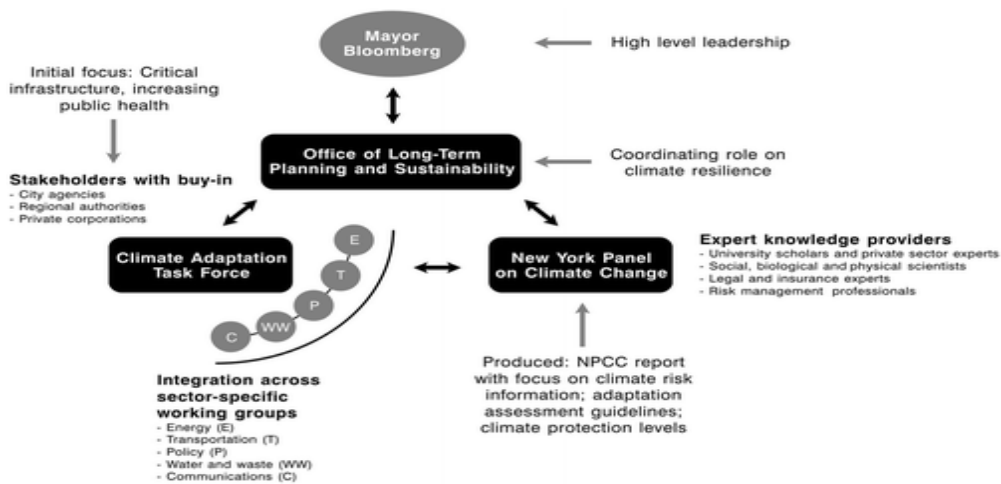 Mayor
Bloomberg
High level leadership
Initial focus: Critical
infrastructure, increasing
public health
Office of Long-Term
Planning and Sustainability
Coordinating role on
climate resilience
Stakeholders with buy-in
- City agencies
- Regional authorities
- Private corporations
Climate Adaptation
Task Force
E
T
P
WW
C
New York Panel
on Climate Change
Expert knowledge providers
- University scholars and private sector experts
- Social, biological and physical scientists
- Legal and insurance experts
- Risk management professionals
Integration across
sector-specific
working groups
- Energy (E)
- Transportation (T)
- Policy (P)
- Water and waste (WW)
- Communications (C)
Produced: NPCC report
with focus on climate risk
information; adaptation
assessment guidelines;
climate protection levels